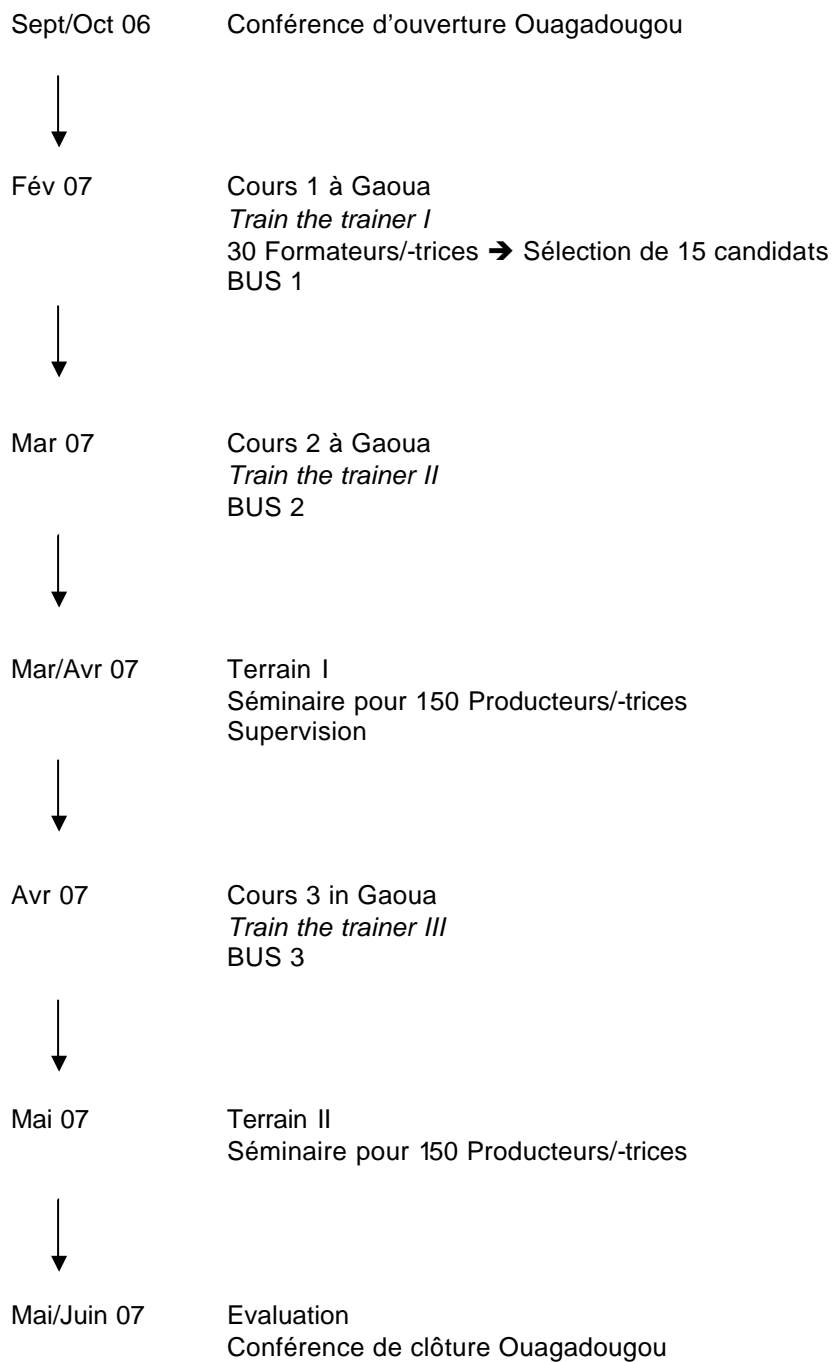 Sept/Oct 06 Conférence d'ouverture Ouagadougou
Fév 07 Cours 1 à Gaoua
Train the trainer I
30 Formateurs/-trices ➔ Sélection de 15 candidats
BUS 1
Mar 07 Cours 2 à Gaoua
Train the trainer II
BUS 2
Mar/Avr 07 Terrain I
Séminaire pour 150 Producteurs/-trices
Supervision
Avr 07 Cours 3 in Gaoua
Train the trainer III
BUS 3
Mai 07 Terrain II
Séminaire pour 150 Producteurs/-trices
Mai/Juin 07 Evaluation
Conférence de clôture Ouagadougou